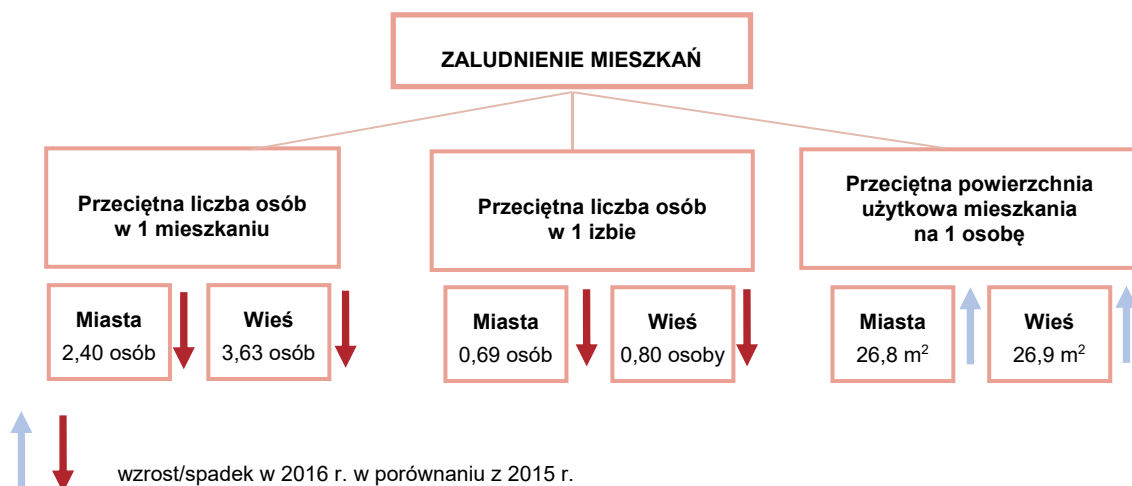 ZALUDNIENIE MIESZKAŃ
Przeciętna liczba osób
w 1 mieszkaniu
Miasta
2,40 osób
Wieś
3,63 osób
Przeciętna liczba osób
w 1 izbie
Miasta
0,69 osób
Wieś
0,80 osoby
Przeciętna powierzchnia
użytkowa mieszkania
na 1 osobę
Miasta
26,8 m²
Wieś
26,9 m²
wzrost/spadek w 2016 r. w porównaniu z 2015 r.